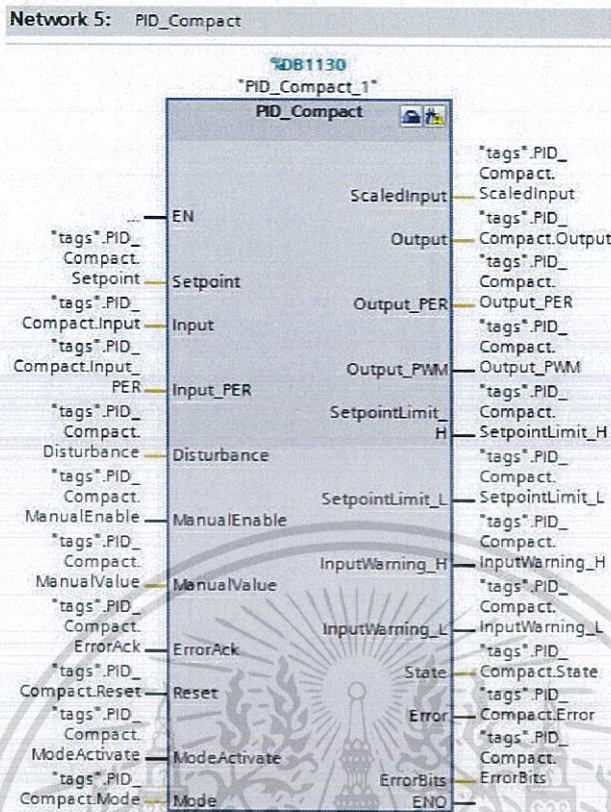 Network 5: PID_Compact
%DB1130
"PID_Compact_1"
PID_Compact
...
EN
"tags".PID_
Compact.
Setpoint
Setpoint
"tags".PID_
Compact.Input
Input
"tags".PID_
Compact.Input_
PER
Input_PER
"tags".PID_
Compact.
Disturbance
Disturbance
"tags".PID_
Compact.
ManualEnable
ManualEnable
"tags".PID_
Compact.
ManualValue
ManualValue
"tags".PID_
Compact.
ErrorAck
ErrorAck
"tags".PID_
Compact.Reset
Reset
"tags".PID_
Compact.
ModeActivate
ModeActivate
"tags".PID_
Compact.Mode
Mode
ScaledInput
"tags".PID_
Compact.
ScaledInput
Output
"tags".PID_
Compact.Output
Output_PER
"tags".PID_
Compact.
Output_PER
Output_PWM
"tags".PID_
Compact.
Output_PWM
SetpointLimit_
H
"tags".PID_
Compact.
SetpointLimit_H
SetpointLimit_L
"tags".PID_
Compact.
SetpointLimit_L
InputWarning_H
"tags".PID_
Compact.
InputWarning_H
InputWarning_L
"tags".PID_
Compact.
InputWarning_L
State
"tags".PID_
Compact.State
Error
"tags".PID_
Compact.Error
ErrorBits
"tags".PID_
Compact.
ErrorBits
ENO